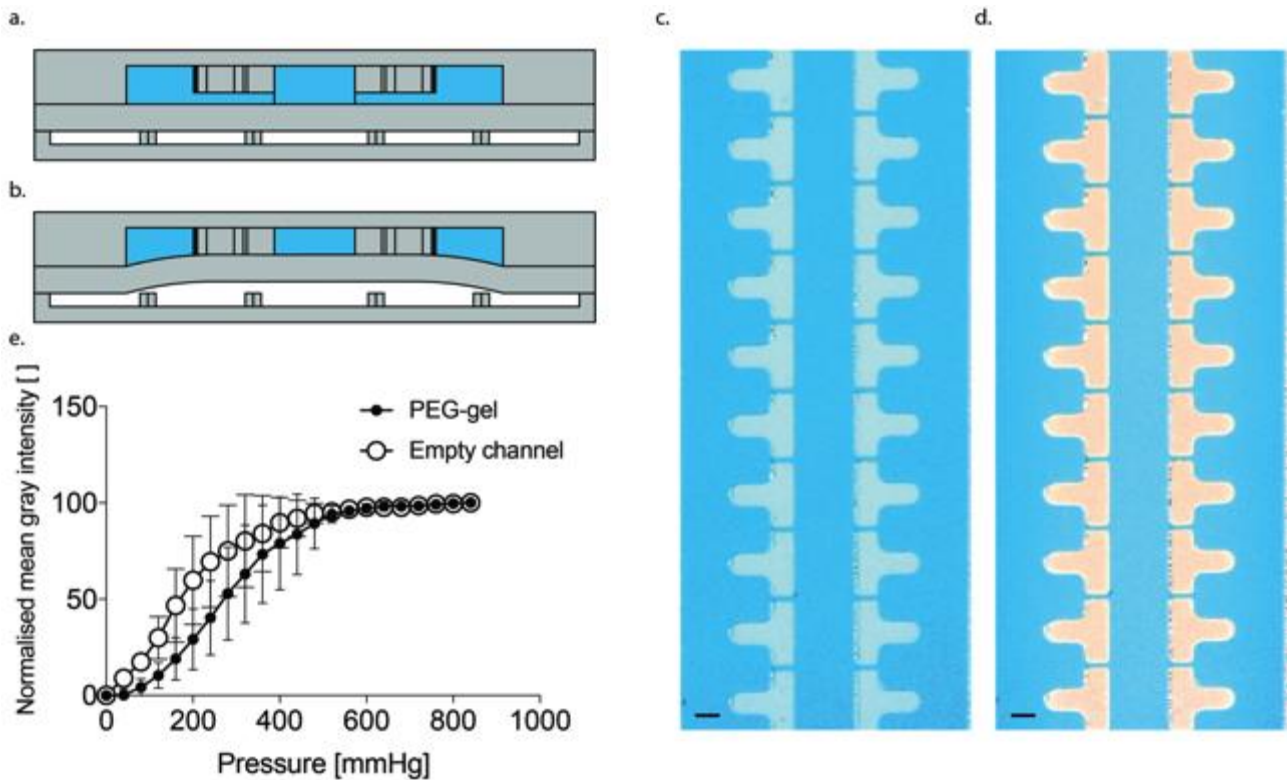 a.
b.
c.
d.
e.
Normalised mean gray intensity [ ]
150
100
50
0
PEG-gel
Empty channel
0 200 400 600 800 1000
Pressure [mmHg]